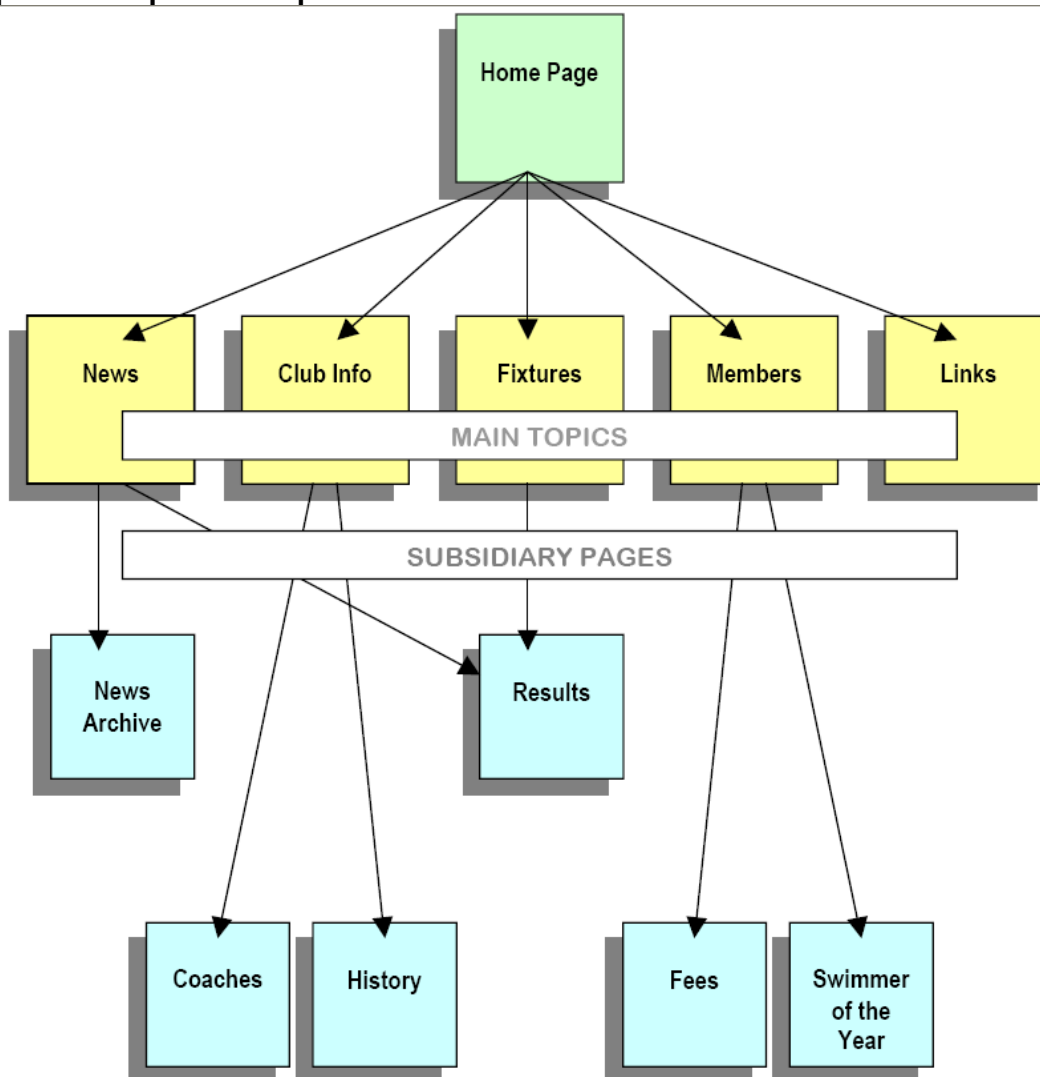 Home Page
News
Club Info
Fixtures
Members
Links
MAIN TOPICS
SUBSIDIARY PAGES
News
Archive
Results
Coaches
History
Fees
Swimmer
of the
Year